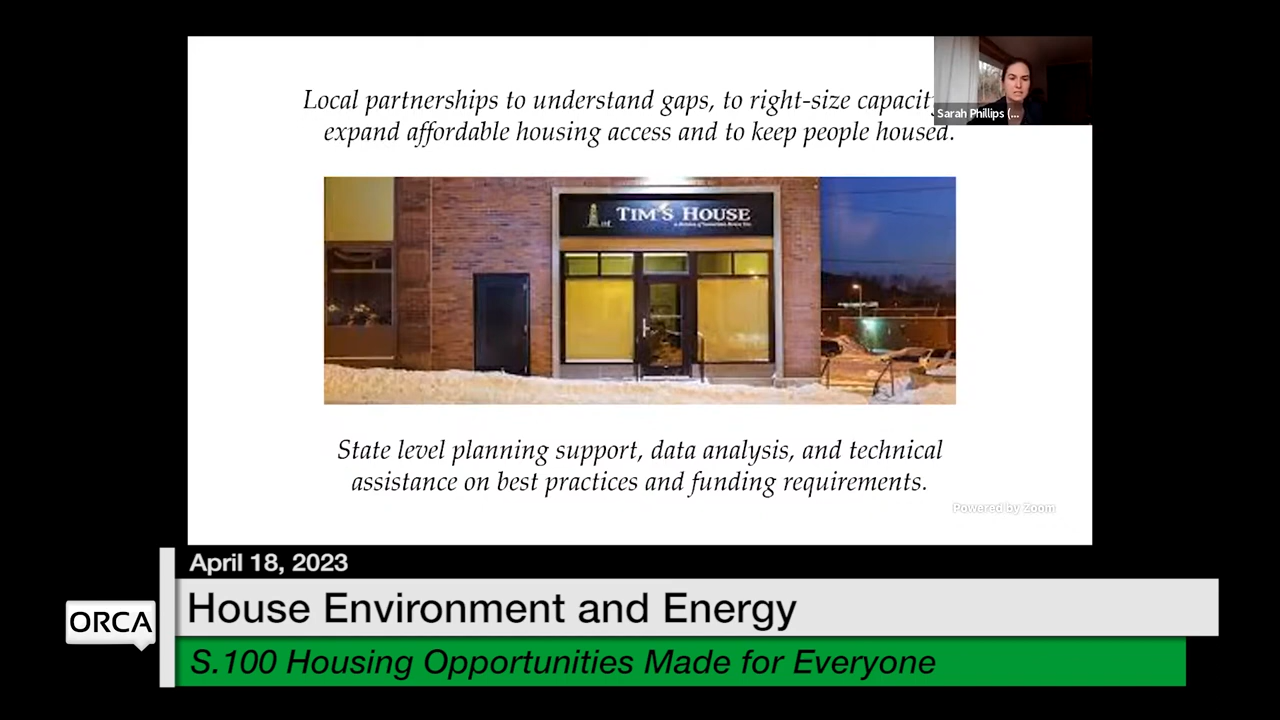 Local partnerships to understand gaps, to right-size capacit
expand affordable housing access and to keep people housed.
Sarah Phillips (...
TIM'S HOUSE
State level planning support, data analysis, and technical
assistance on best practices and funding requirements.
Powered by Zoom
April 18, 2023
House Environment and Energy
ORCA
S.100 Housing Opportunities Made for Everyone